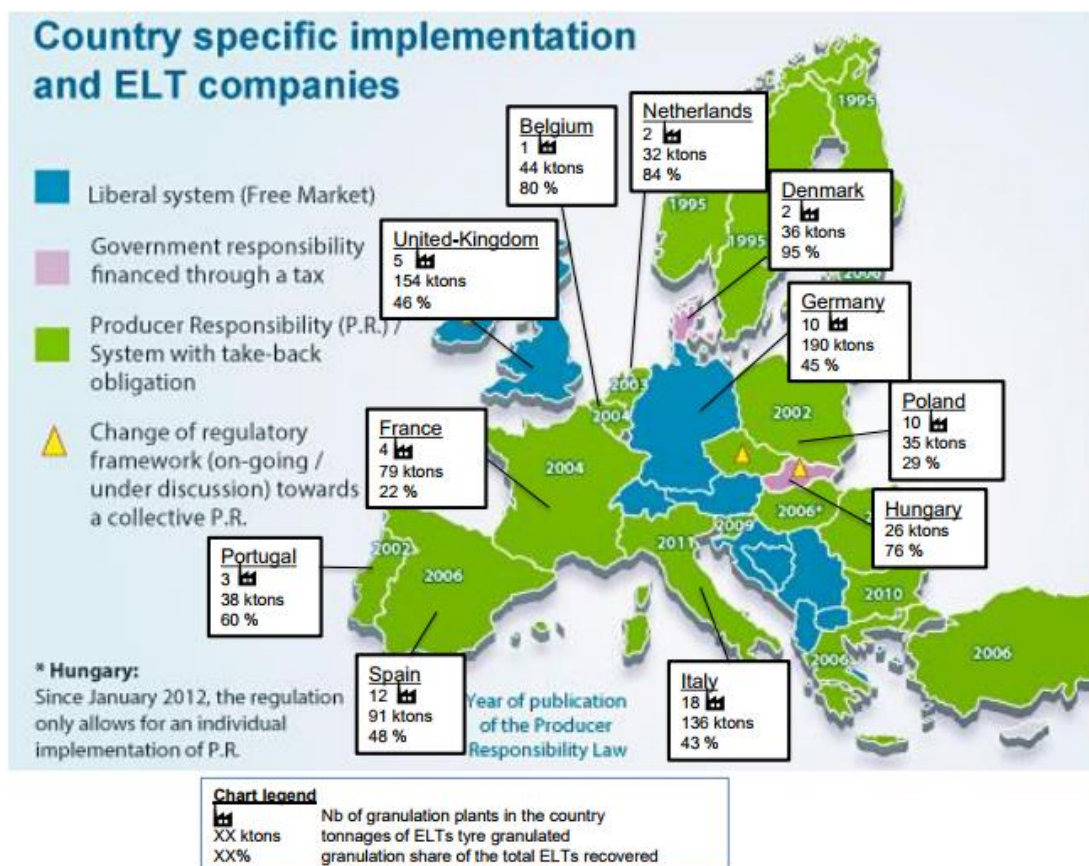 Country specific implementation
and ELT companies
Liberal system (Free Market)
Government responsibility
financed through a tax
Producer Responsibility (P.R.) /
System with take-back
obligation
Change of regulatory
framework (on-going /
under discussion) towards
a collective P.R.
Belgium
1
44 ktons
80 %
Netherlands
2
32 ktons
84 %
Denmark
2
36 ktons
95 %
United-Kingdom
5
154 ktons
46 %
Germany
10
190 ktons
45 %
Poland
10
35 ktons
29 %
France
4
79 ktons
22 %
Hungary
26 ktons
76 %
Portugal
3
38 ktons
60 %
Spain
12
91 ktons
48 %
Italy
18
136 ktons
43 %
1995
1995
1995
2003
2004
2002
2004
2006*
2009
2011
2010
2002
2006
2006
2006
* Hungary:
Since January 2012, the regulation
only allows for an individual
implementation of P.R.
Year of publication
of the Producer
Responsibility Law
Chart legend
Nb of granulation plants in the country
XX ktons tonnages of ELTs tyre granulated
XX% granulation share of the total ELTs recovered